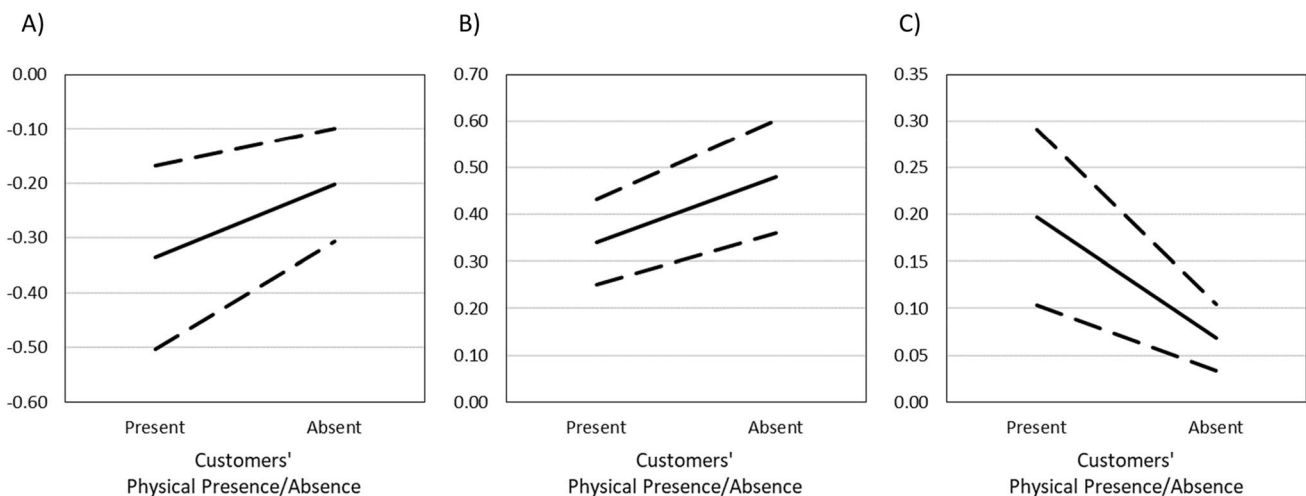 A)
0.00
-0.10
-0.20
-0.30
-0.40
-0.50
-0.60
Present Absent
Customers'
Physical Presence/Absence
B)
0.70
0.60
0.50
0.40
0.30
0.20
0.10
0.00
Present Absent
Customers'
Physical Presence/Absence
C)
0.35
0.30
0.25
0.20
0.15
0.10
0.05
0.00
Present Absent
Customers'
Physical Presence/Absence